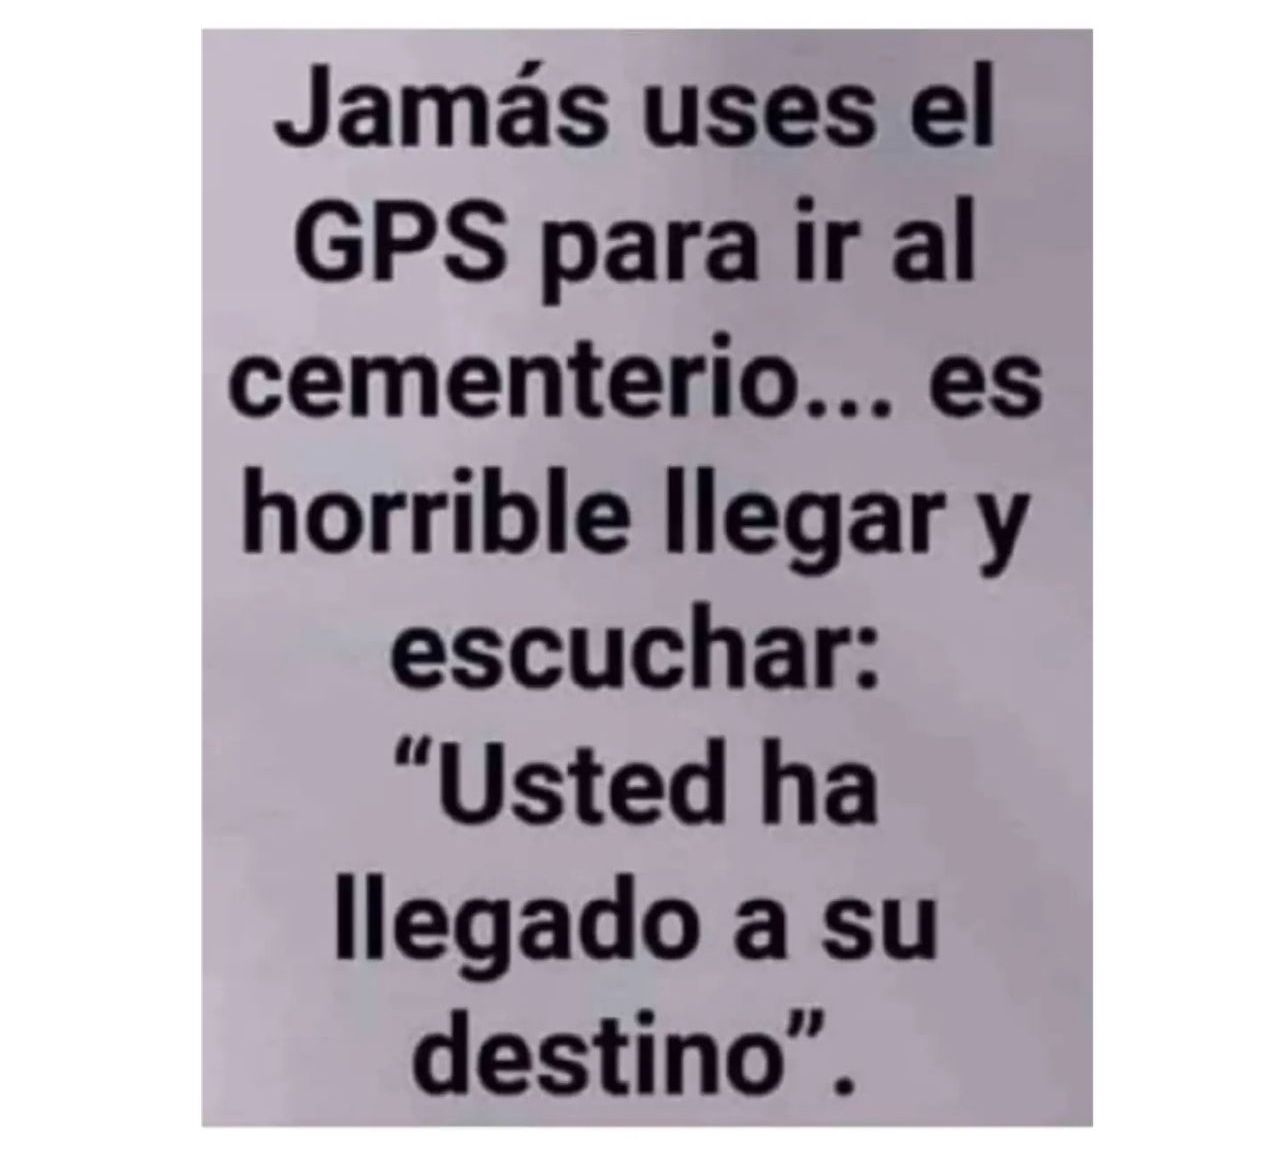 Jamás uses el
GPS para ir al
cementerio... es
horrible llegar y
escuchar:
“Usted ha
llegado a su
destino”.